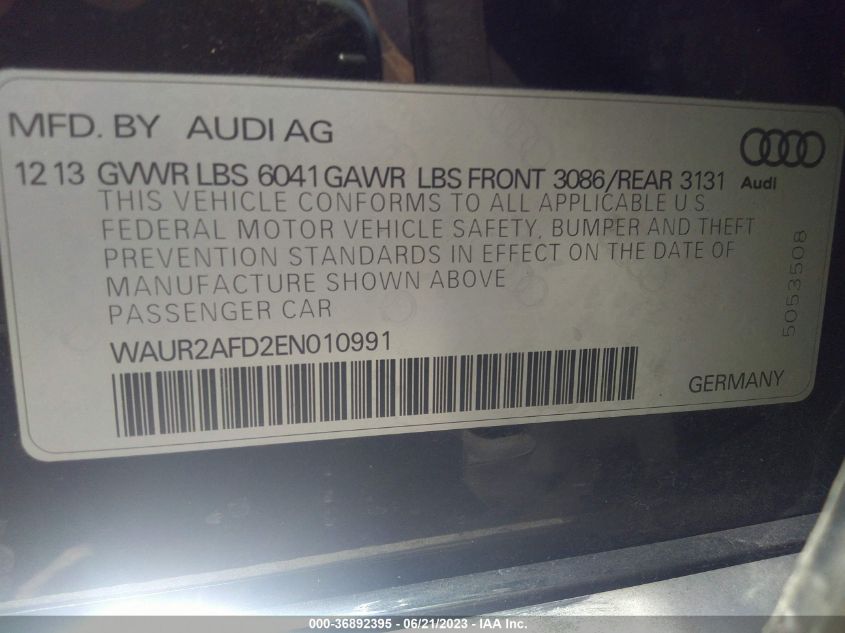 MFD. BY AUDI AG
12 13 GVWR LBS 6041 GAWR LBS FRONT 3086/REAR 3131
Audi
THIS VEHICLE CONFORMS TO ALL APPLICABLE U.S.
FEDERAL MOTOR VEHICLE SAFETY, BUMPER AND THEFT
PREVENTION STANDARDS IN EFFECT ON THE DATE OF
MANUFACTURE SHOWN ABOVE
PASSENGER CAR
5053508
WAUR2AFD2EN010991
GERMANY
000-36892395 - 06/21/2023 - IAA Inc.